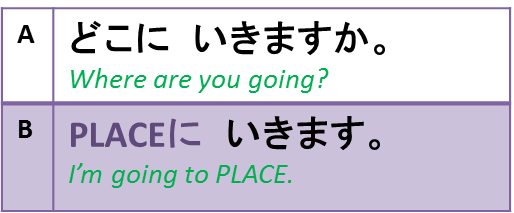 A
どこに いきますか。
Where are you going?
B
PLACEに いきます。
I'm going to PLACE.